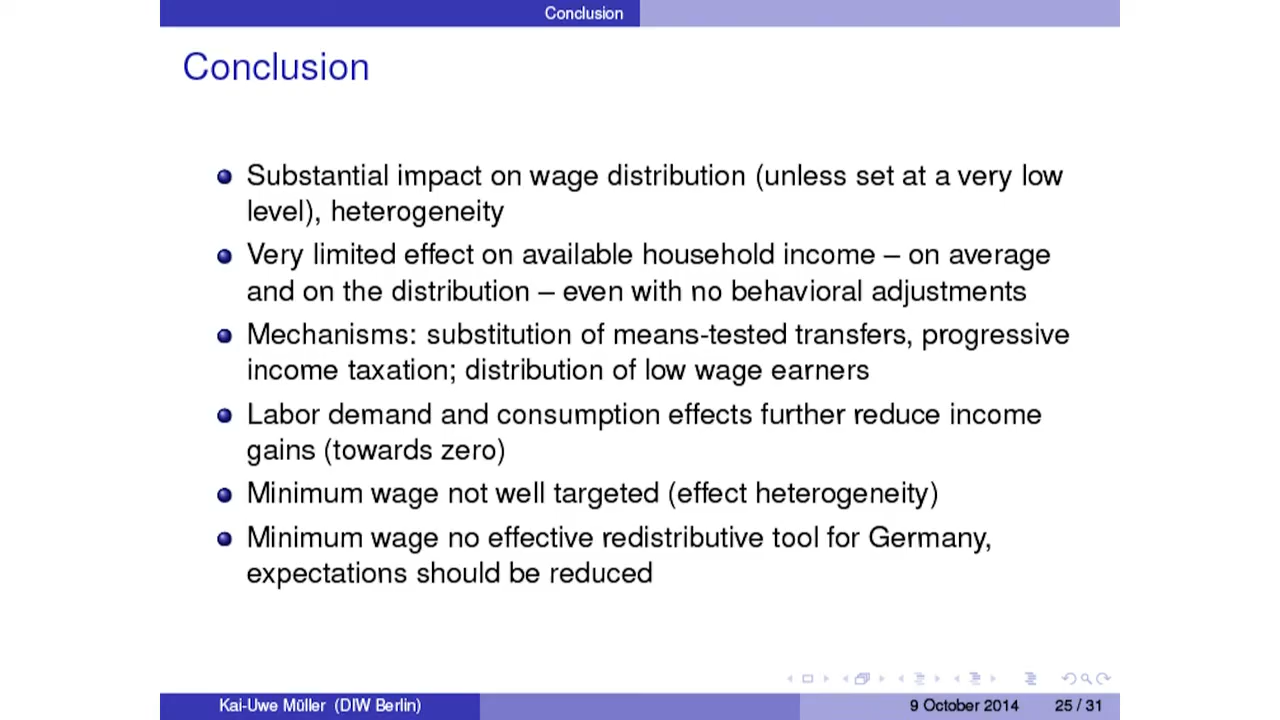 Conclusion
Conclusion
Substantial impact on wage distribution (unless set at a very low
level), heterogeneity
Very limited effect on available household income – on average
and on the distribution – even with no behavioral adjustments
Mechanisms: substitution of means-tested transfers, progressive
income taxation; distribution of low wage earners
Labor demand and consumption effects further reduce income
gains (towards zero)
Minimum wage not well targeted (effect heterogeneity)
Minimum wage no effective redistributive tool for Germany,
expectations should be reduced
Kai-Uwe Müller (DIW Berlin) 9 October 2014 25 / 31